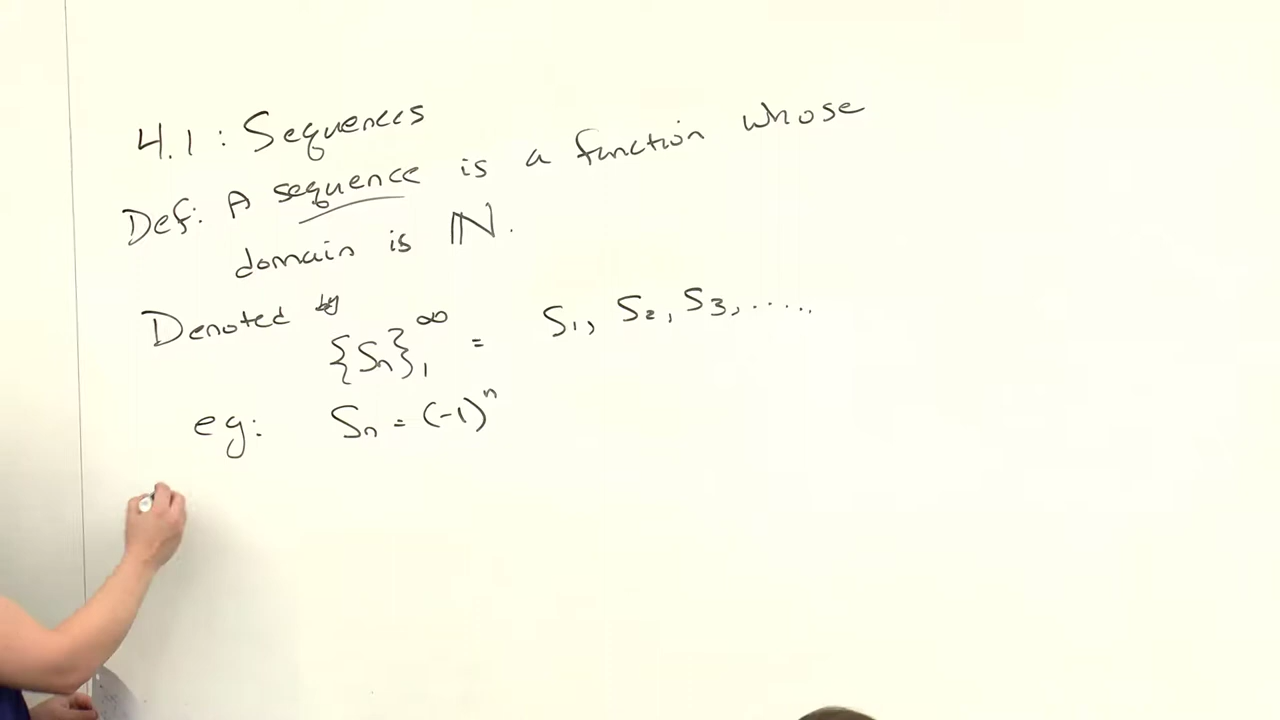 4.1: Sequences
Def: A sequence is a function whose
domain is ℕ.
Denoted by
{Sn}₁^∞ = S₁, S₂, S₃, .....
eg: Sn = (-1)ⁿ